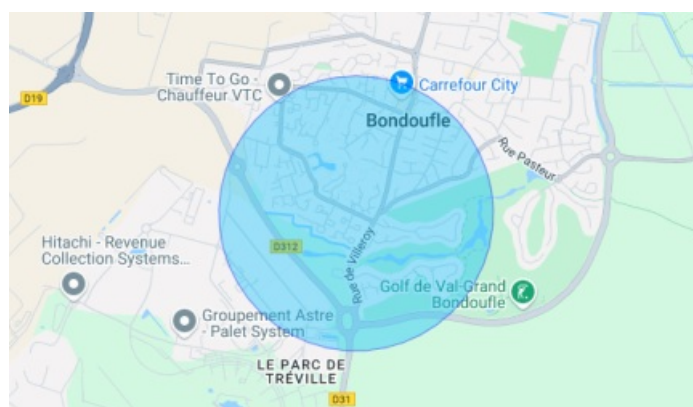 Time To Go -
Chauffeur VTC
Carrefour City
D19
Bondoufle
Rue Pasteur
Hitachi - Revenue
Collection Systems...
D312
Rue de Villeroy
Golf de Val Grand
Bondoufle
Groupement Astre
- Palet System
LE PARC DE
TRÉVILLE
D31